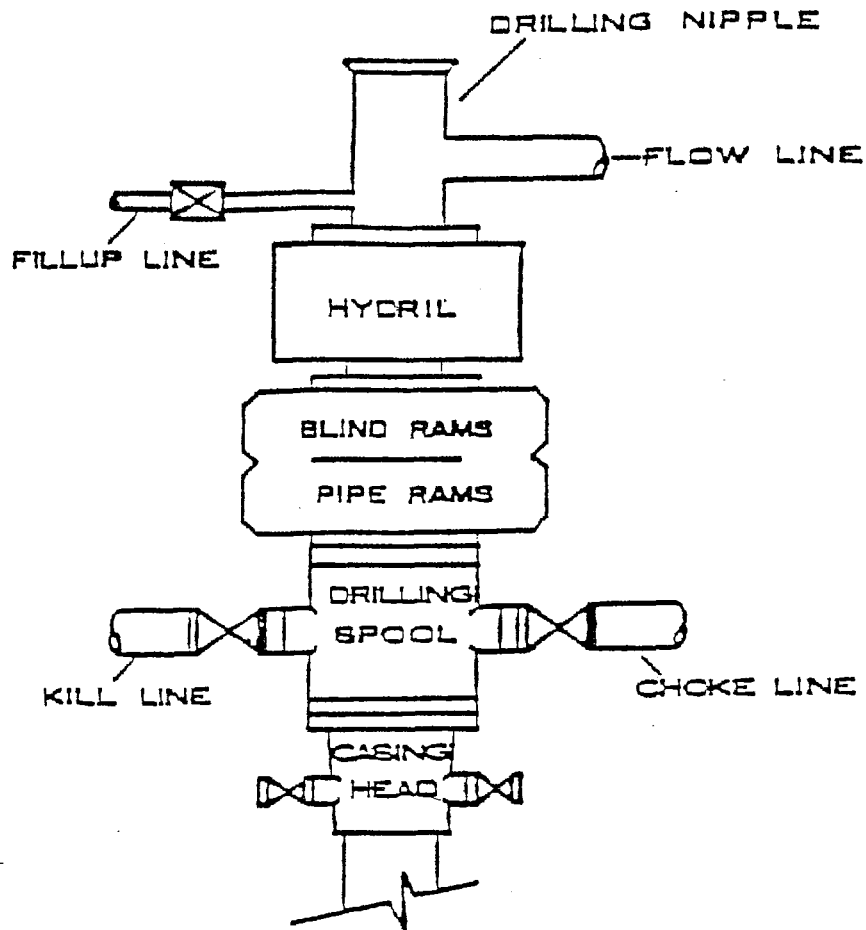 DRILLING NIPPLE
FLOW LINE
FILLUP LINE
HYDRIL
BLIND RAMS
PIPE RAMS
DRILLING
SPOOL
KILL LINE
CHOKE LINE
CASING
HEAD